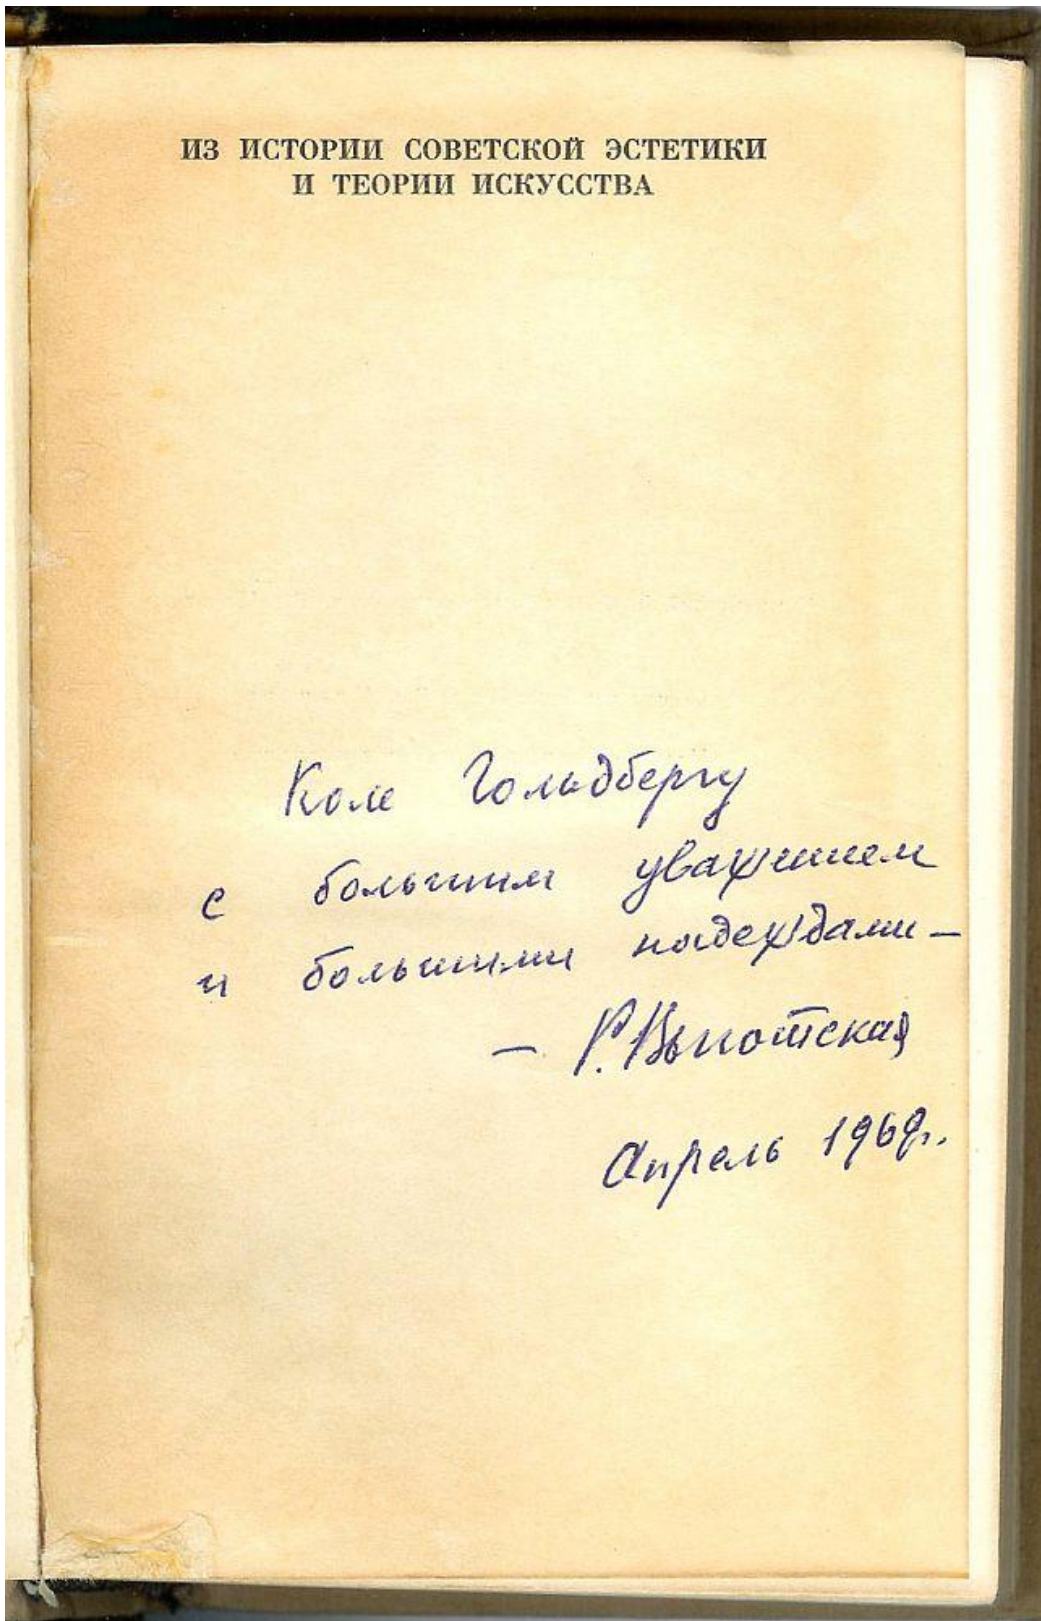 ИЗ ИСТОРИИ СОВЕТСКОЙ ЭСТЕТИКИ
И ТЕОРИИ ИСКУССТВА
Коле Гольдбергу
с большим уважением
и большими надеждами —
— Р. Выготская
Апрель 1969г.